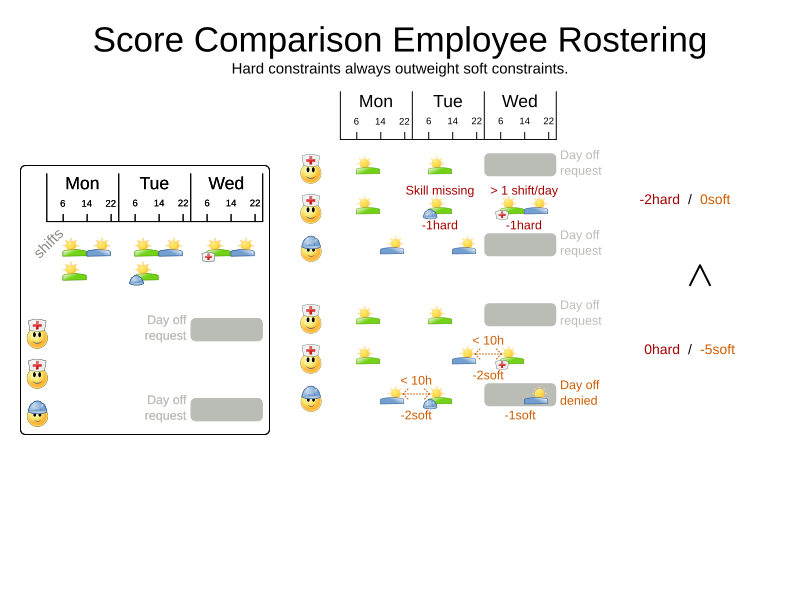 Score Comparison Employee Rostering
Hard constraints always outweight soft constraints.
Mon Tue Wed
6 14 22 6 14 22 6 14 22
shifts
Day off
request
Day off
request
Mon Tue Wed
6 14 22 6 14 22 6 14 22
Day off
request
Skill missing > 1 shift/day
-1hard -1hard
Day off
request
-2hard / 0soft
Day off
request
< 10h
-2soft
< 10h
-2soft
Day off
denied
-1soft
0hard / -5soft